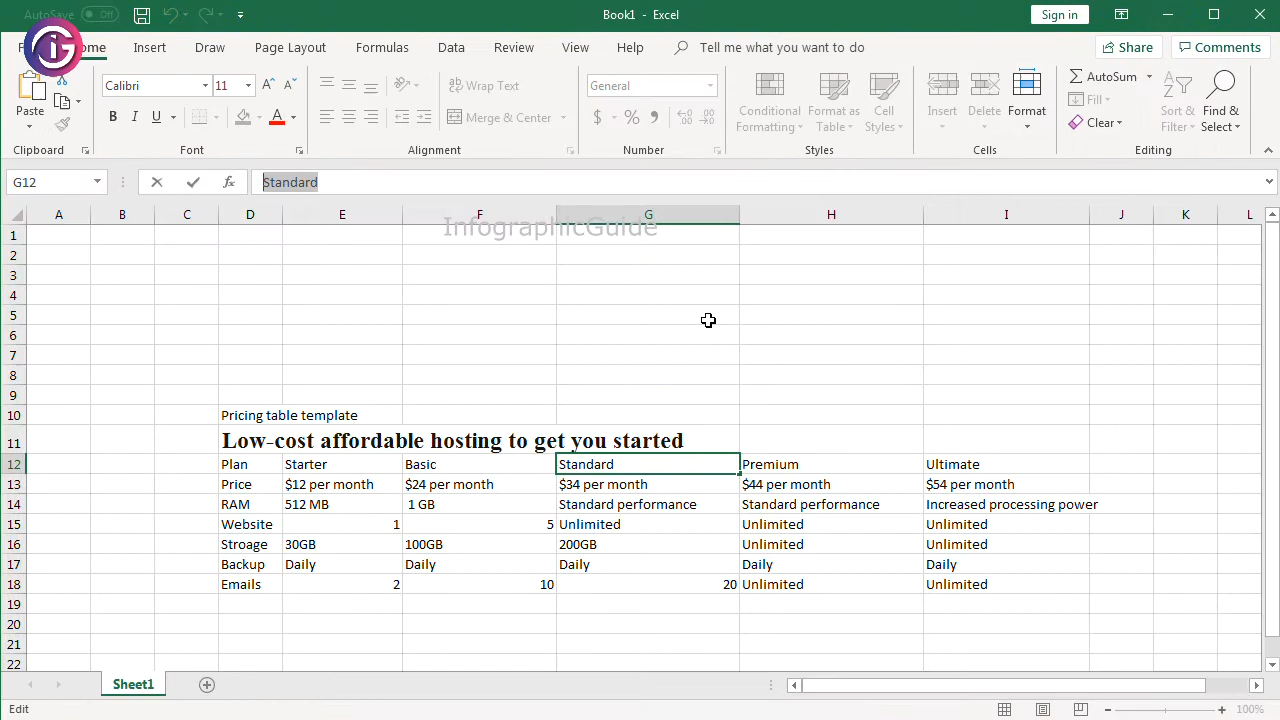 AutoSave Off
Book1 - Excel
Sign in
iG
ome Insert Draw Page Layout Formulas Data Review View Help Tell me what you want to do
Share Comments
Paste
Calibri 11 A A
B I U A
Wrap Text
Merge & Center
General
$ % ,
Conditional Formatting
Format as Table
Cell Styles
Insert Delete Format
AutoSum
Fill
Clear
Sort & Filter
Find & Select
Clipboard Font Alignment Number Styles Cells Editing
G12 fx Standard
A B C D E F G H I J K L
InfographicGuide
1
2
3
4
5
6
7
8
9
10 Pricing table template
11 Low-cost affordable hosting to get you started
12 Plan Starter Basic Standard Premium Ultimate
13 Price $12 per month $24 per month $34 per month $44 per month $54 per month
14 RAM 512 MB 1 GB Standard performance Standard performance Increased processing power
15 Website 1 5 Unlimited Unlimited Unlimited
16 Stroage 30GB 100GB 200GB Unlimited Unlimited
17 Backup Daily Daily Daily Daily Daily
18 Emails 2 10 20 Unlimited Unlimited
19
20
21
22
Sheet1
Edit
100%